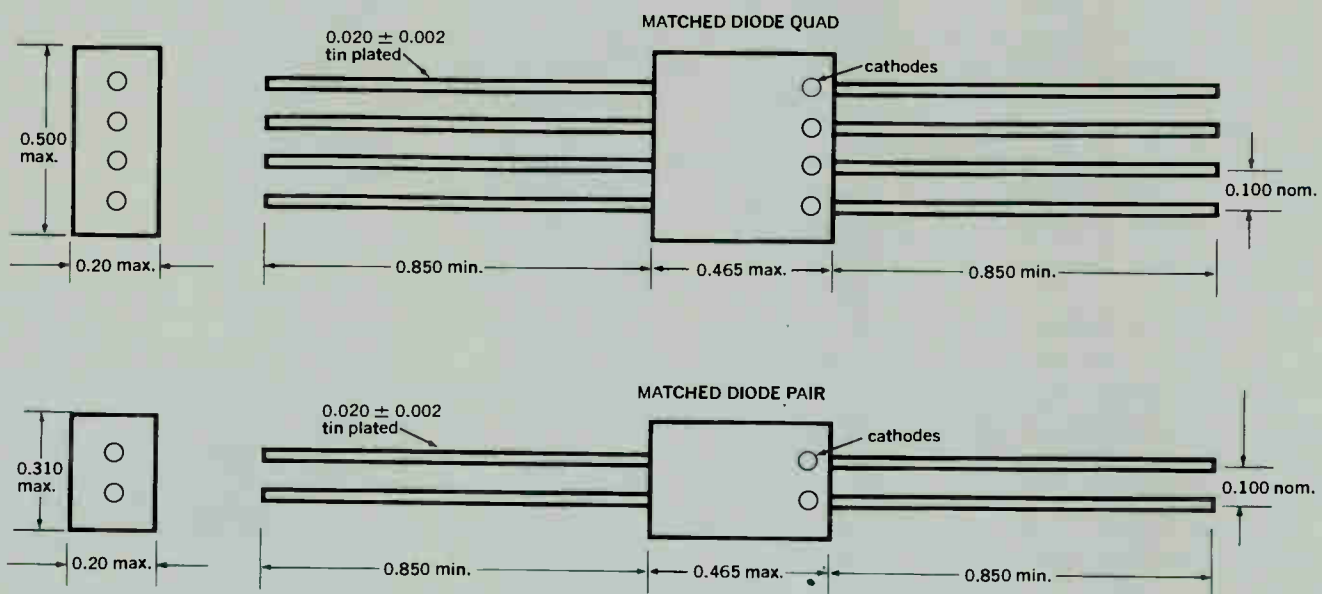 MATCHED DIODE QUAD
0.020 ± 0.002
tin plated
cathodes
0.500
max.
0.100 nom.
0.20 max.
0.850 min.
0.465 max.
0.850 min.
MATCHED DIODE PAIR
0.020 ± 0.002
tin plated
cathodes
0.310
max.
0.100 nom.
0.20 max.
0.850 min.
0.465 max.
0.850 min.